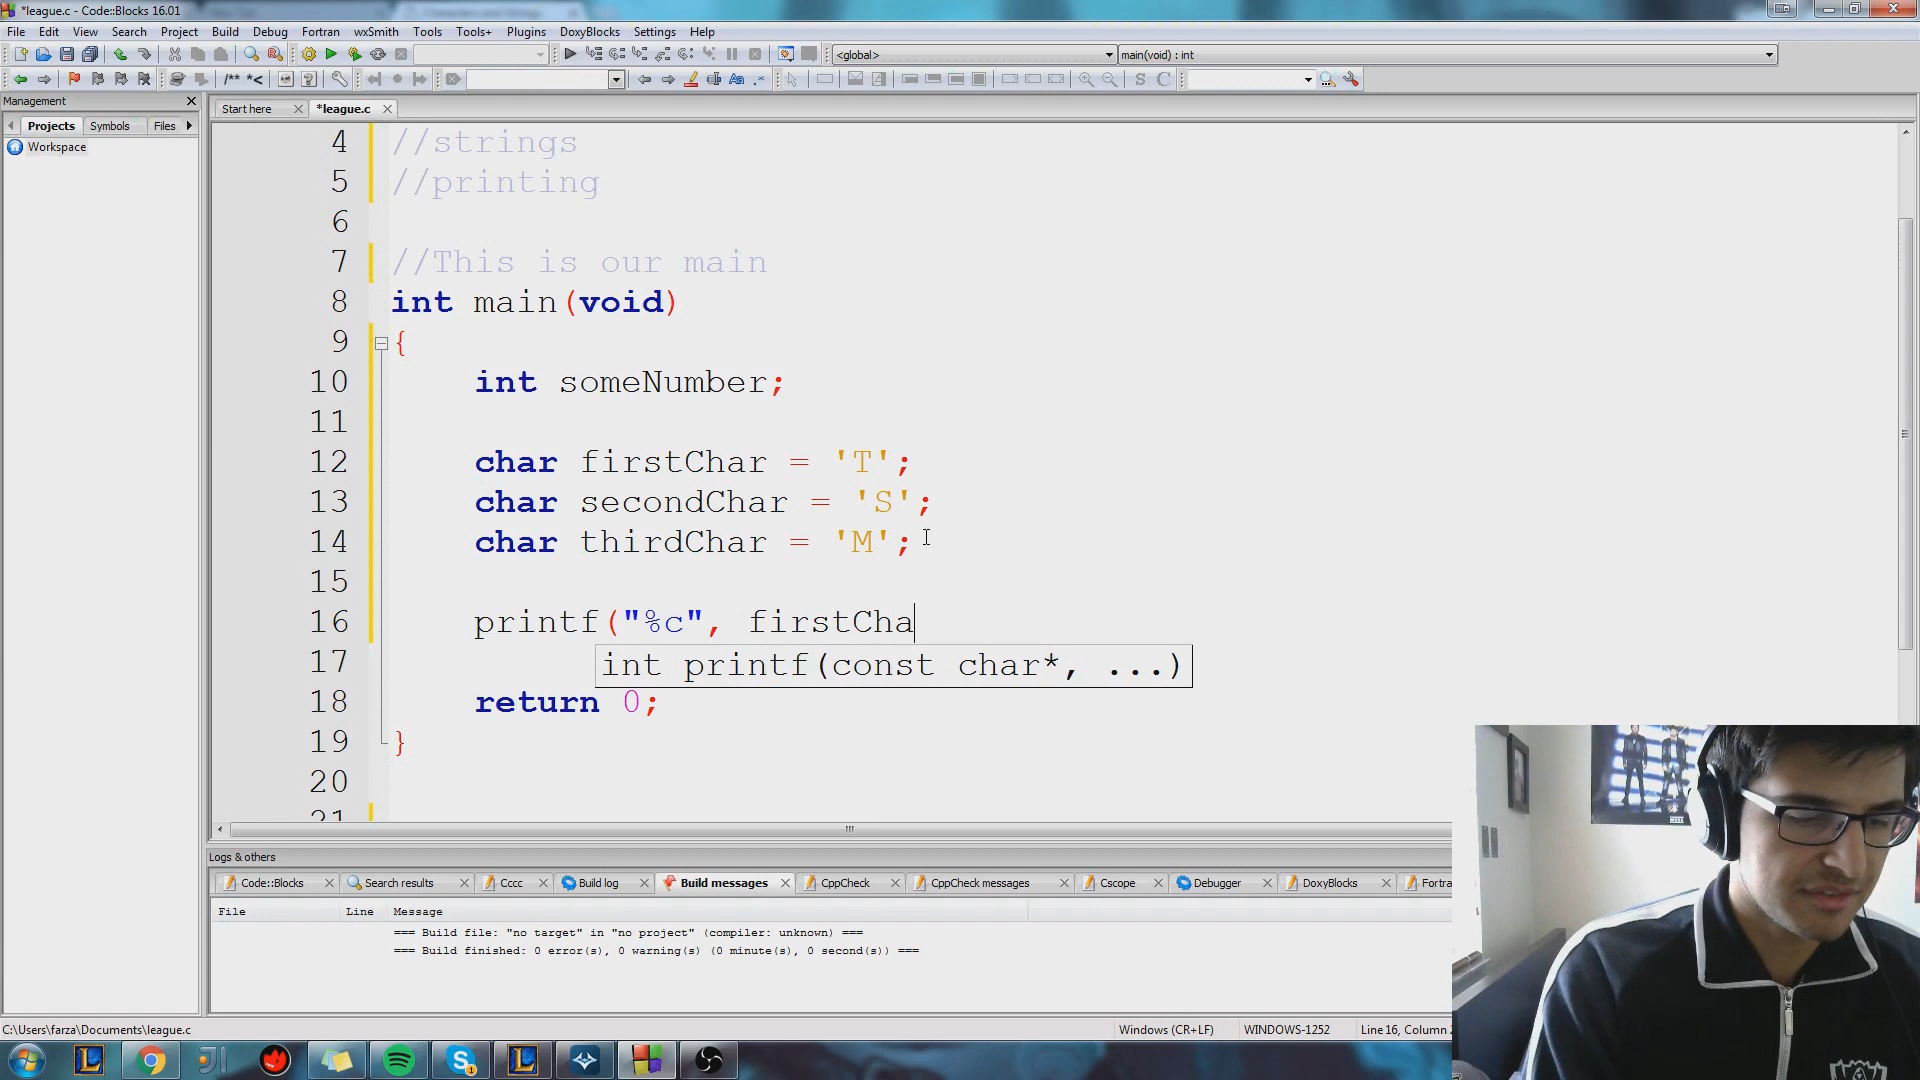 *league.c - Code::Blocks 16.01
File Edit View Search Project Build Debug Fortran wxSmith Tools Tools+ Plugins DoxyBlocks Settings Help
<global> main(void) : int
/** *<
Management
Start here *league.c
Projects Symbols Files
Workspace
4 //strings
5 //printing
6
7 //This is our main
8 int main(void)
9 {
10 int someNumber;
11
12 char firstChar = 'T';
13 char secondChar = 'S';
14 char thirdChar = 'M';
15
16 printf("%c", firstCha
17 int printf(const char*, ...)
18 return 0;
19 }
20
21
Logs & others
Code::Blocks Search results Cccc Build log Build messages CppCheck CppCheck messages Cscope Debugger DoxyBlocks Fortra
File Line Message
=== Build file: "no target" in "no project" (compiler: unknown) ===
=== Build finished: 0 error(s), 0 warning(s) (0 minute(s), 0 second(s)) ===
C:\Users\farza\Documents\league.c Windows (CR+LF) WINDOWS-1252 Line 16, Column 2